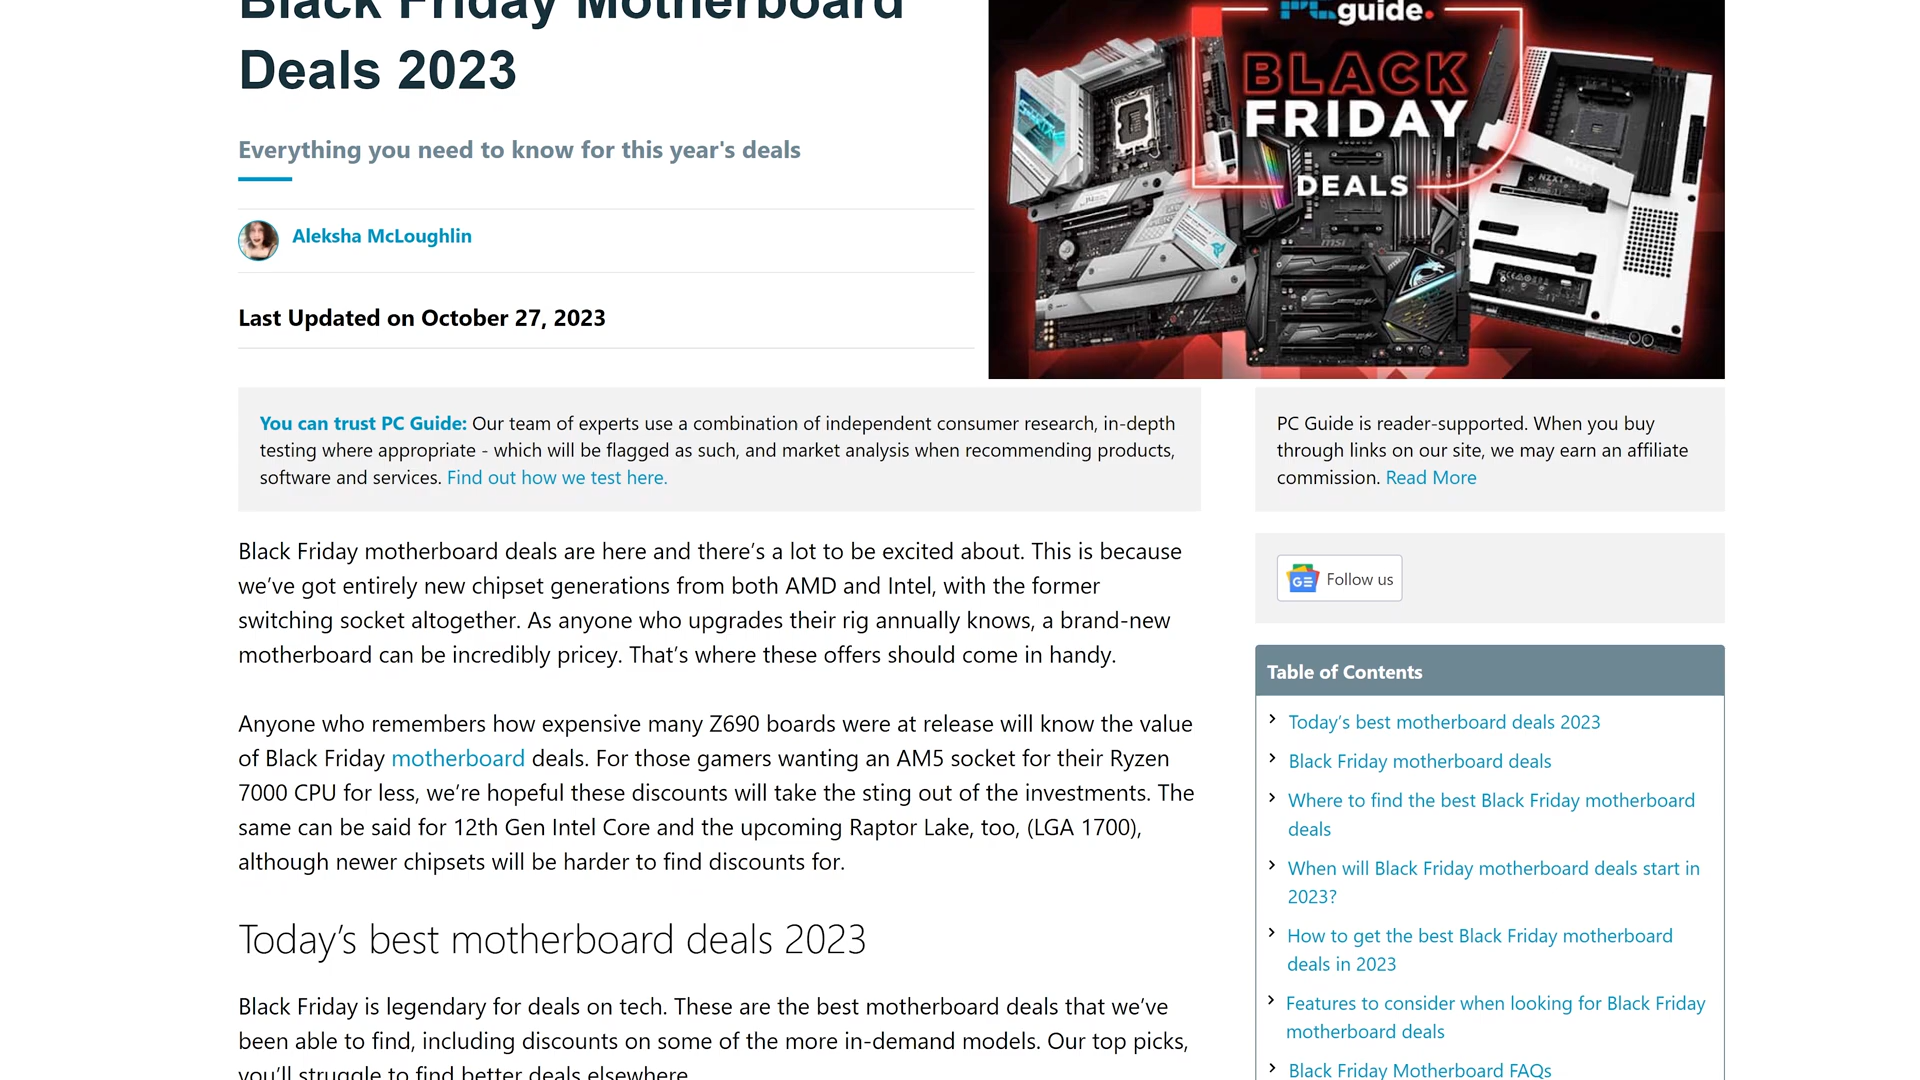 Black Friday Motherboard
Deals 2023
Everything you need to know for this year's deals
Aleksha McLoughlin
Last Updated on October 27, 2023
PCguide.
BLACK
FRIDAY
DEALS
NZXT
msi
You can trust PC Guide: Our team of experts use a combination of independent consumer research, in-depth
testing where appropriate - which will be flagged as such, and market analysis when recommending products,
software and services. Find out how we test here.
PC Guide is reader-supported. When you buy
through links on our site, we may earn an affiliate
commission. Read More
GE Follow us
Black Friday motherboard deals are here and there’s a lot to be excited about. This is because
we’ve got entirely new chipset generations from both AMD and Intel, with the former
switching socket altogether. As anyone who upgrades their rig annually knows, a brand-new
motherboard can be incredibly pricey. That’s where these offers should come in handy.
Anyone who remembers how expensive many Z690 boards were at release will know the value
of Black Friday motherboard deals. For those gamers wanting an AM5 socket for their Ryzen
7000 CPU for less, we’re hopeful these discounts will take the sting out of the investments. The
same can be said for 12th Gen Intel Core and the upcoming Raptor Lake, too, (LGA 1700),
although newer chipsets will be harder to find discounts for.
Today’s best motherboard deals 2023
Black Friday is legendary for deals on tech. These are the best motherboard deals that we’ve
been able to find, including discounts on some of the more in-demand models. Our top picks,
you’ll struggle to find better deals elsewhere
Table of Contents
Today’s best motherboard deals 2023
Black Friday motherboard deals
Where to find the best Black Friday motherboard
deals
When will Black Friday motherboard deals start in
2023?
How to get the best Black Friday motherboard
deals in 2023
Features to consider when looking for Black Friday
motherboard deals
Black Friday Motherboard FAQs